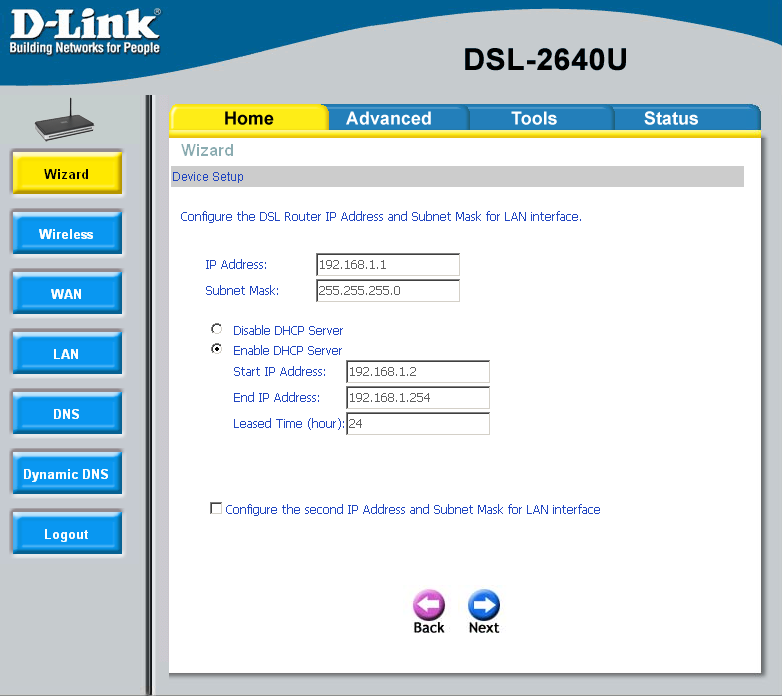 D-Link®
Building Networks for People
DSL-2640U
Home Advanced Tools Status
Wizard
Wireless
WAN
LAN
DNS
Dynamic DNS
Logout
Wizard
Device Setup
Configure the DSL Router IP Address and Subnet Mask for LAN interface.
IP Address: 192.168.1.1
Subnet Mask: 255.255.255.0
Disable DHCP Server
Enable DHCP Server
Start IP Address: 192.168.1.2
End IP Address: 192.168.1.254
Leased Time (hour): 24
Configure the second IP Address and Subnet Mask for LAN interface
Back Next